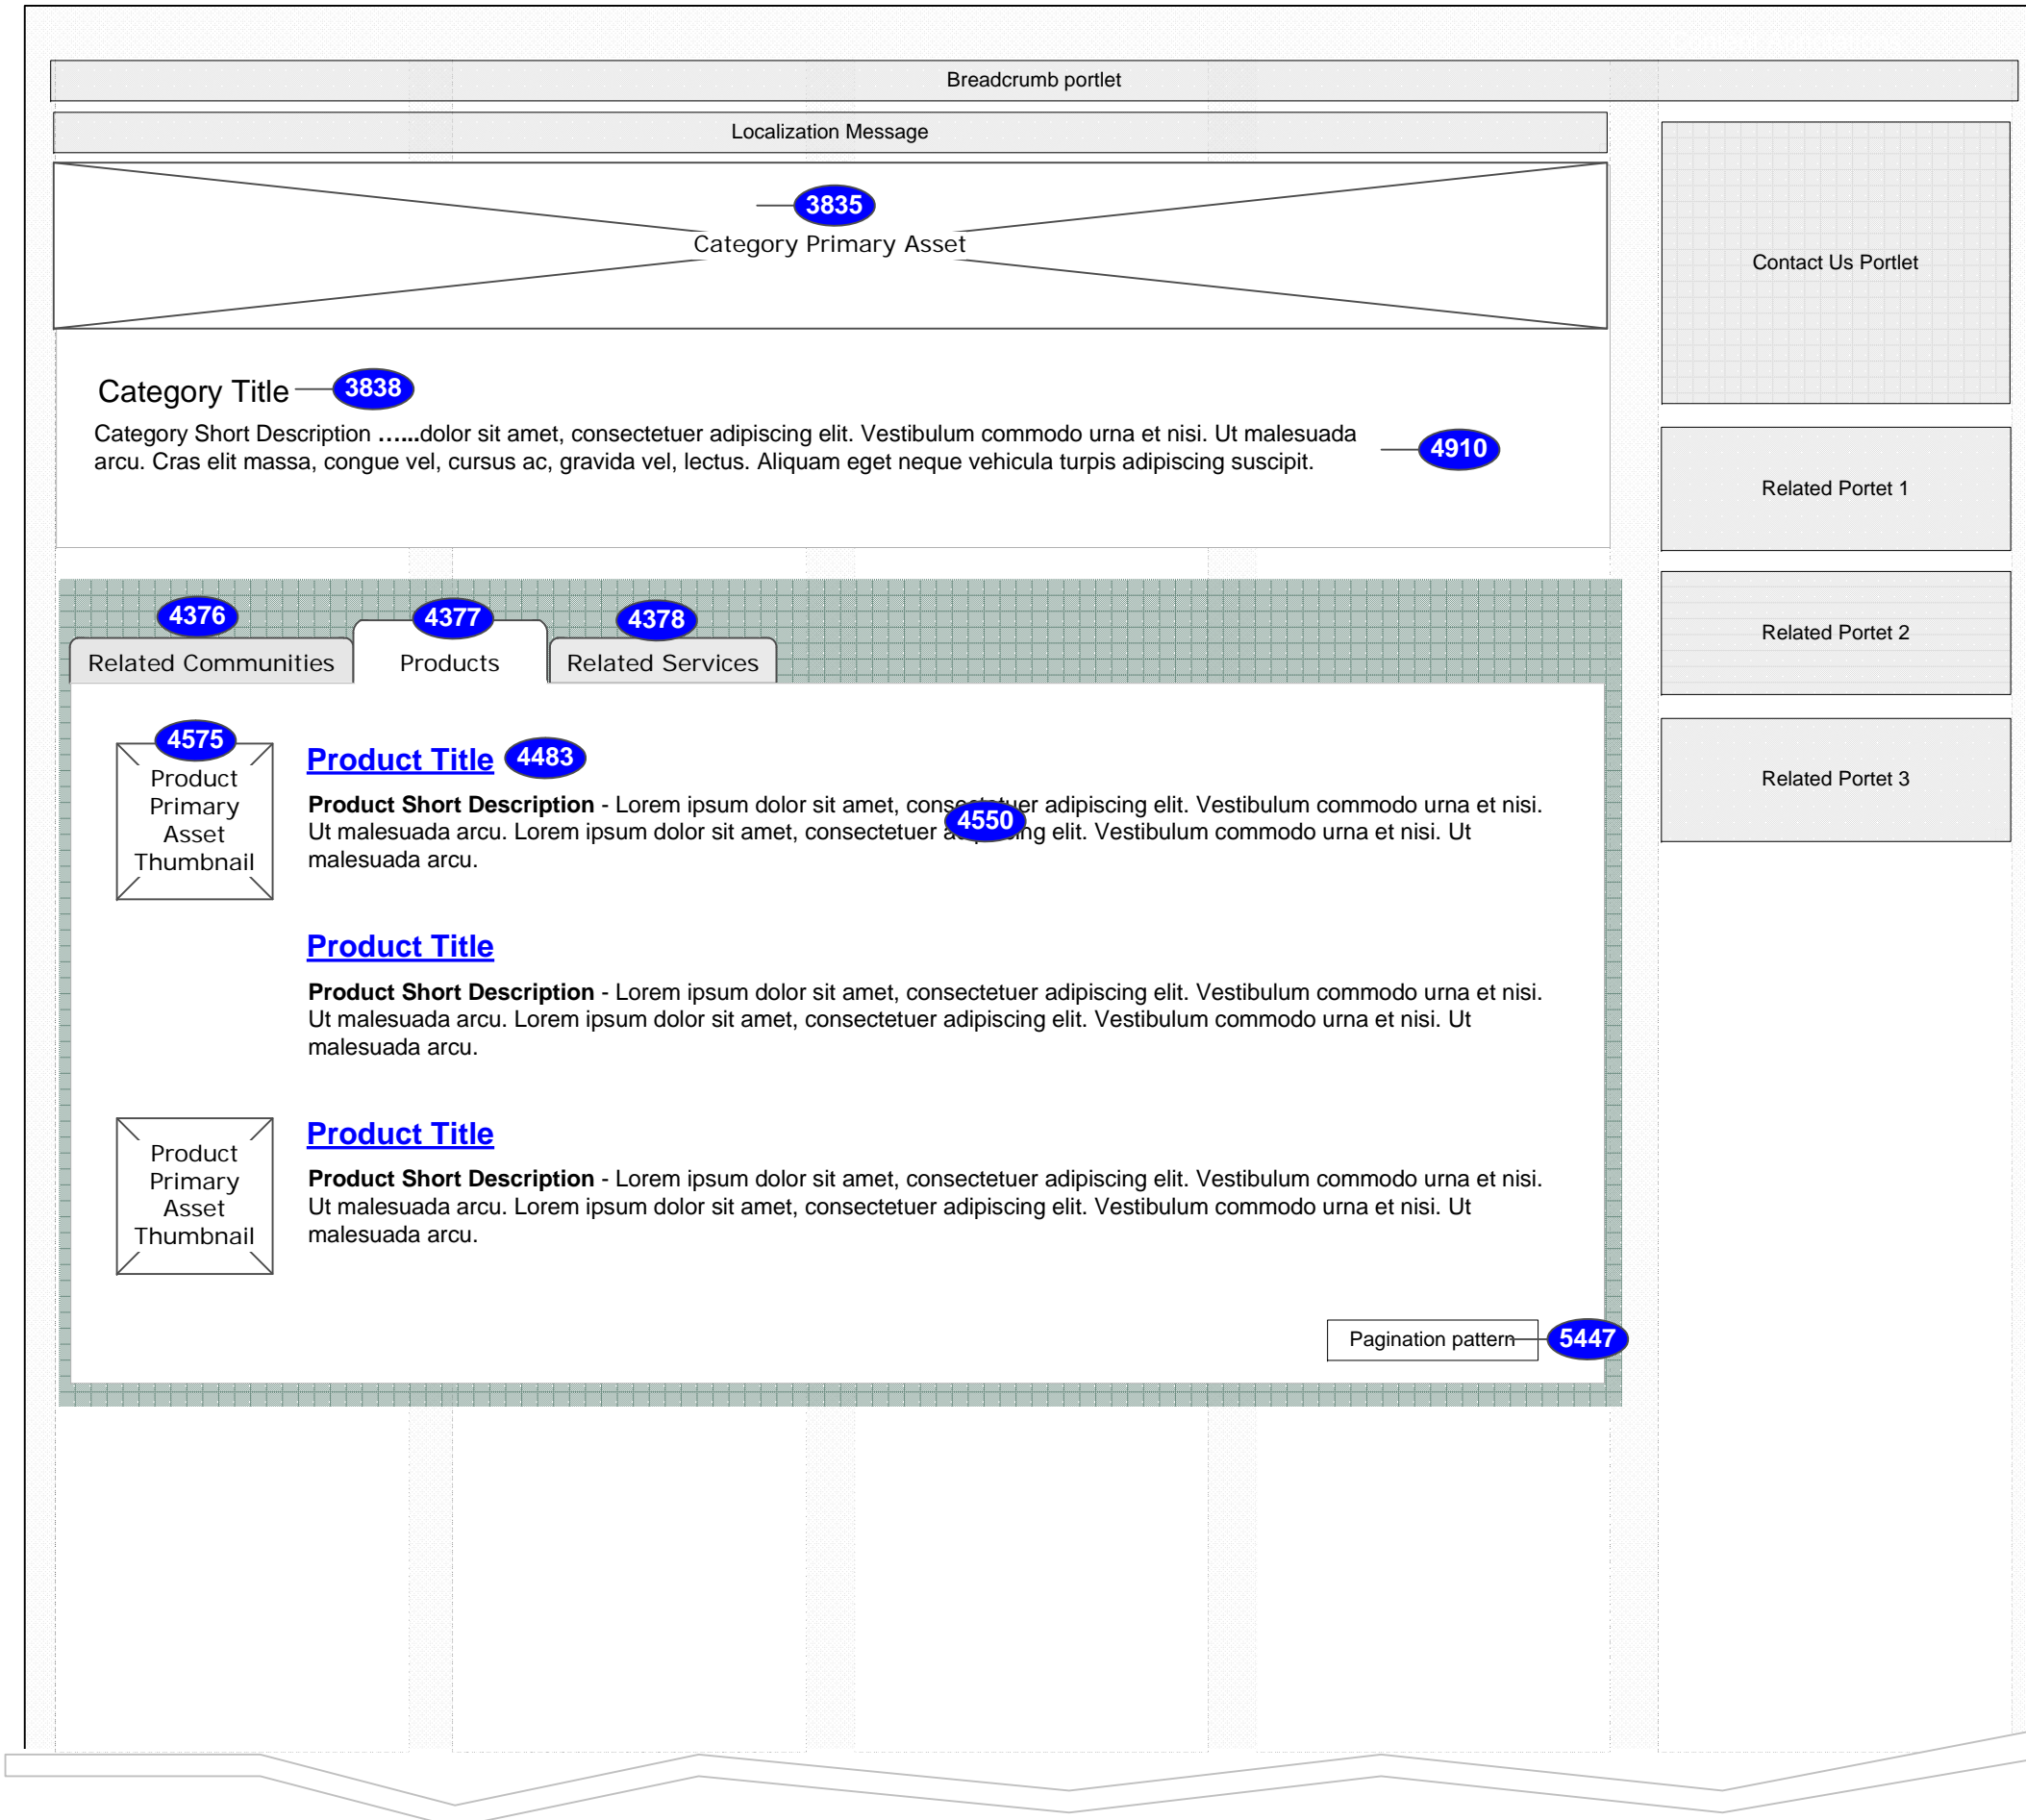 Breadcrumb portlet
Localization Message
3835
Category Primary Asset
Contact Us Portlet
Category Title 3838
Category Short Description …...dolor sit amet, consectetuer adipiscing elit. Vestibulum commodo urna et nisi. Ut malesuada
arcu. Cras elit massa, congue vel, cursus ac, gravida vel, lectus. Aliquam eget neque vehicula turpis adipiscing suscipit.
4910
Related Portet 1
Related Portet 2
Related Portet 3
4376 4377 4378
Related Communities Products Related Services
4575
Product
Primary
Asset
Thumbnail
Product Title 4483
Product Short Description - Lorem ipsum dolor sit amet, consectetuer adipiscing elit. Vestibulum commodo urna et nisi.
Ut malesuada arcu. Lorem ipsum dolor sit amet, consectetuer adipiscing elit. Vestibulum commodo urna et nisi. Ut
malesuada arcu.
4550
Product Title
Product Short Description - Lorem ipsum dolor sit amet, consectetuer adipiscing elit. Vestibulum commodo urna et nisi.
Ut malesuada arcu. Lorem ipsum dolor sit amet, consectetuer adipiscing elit. Vestibulum commodo urna et nisi. Ut
malesuada arcu.
Product
Primary
Asset
Thumbnail
Product Title
Product Short Description - Lorem ipsum dolor sit amet, consectetuer adipiscing elit. Vestibulum commodo urna et nisi.
Ut malesuada arcu. Lorem ipsum dolor sit amet, consectetuer adipiscing elit. Vestibulum commodo urna et nisi. Ut
malesuada arcu.
Pagination pattern 5447